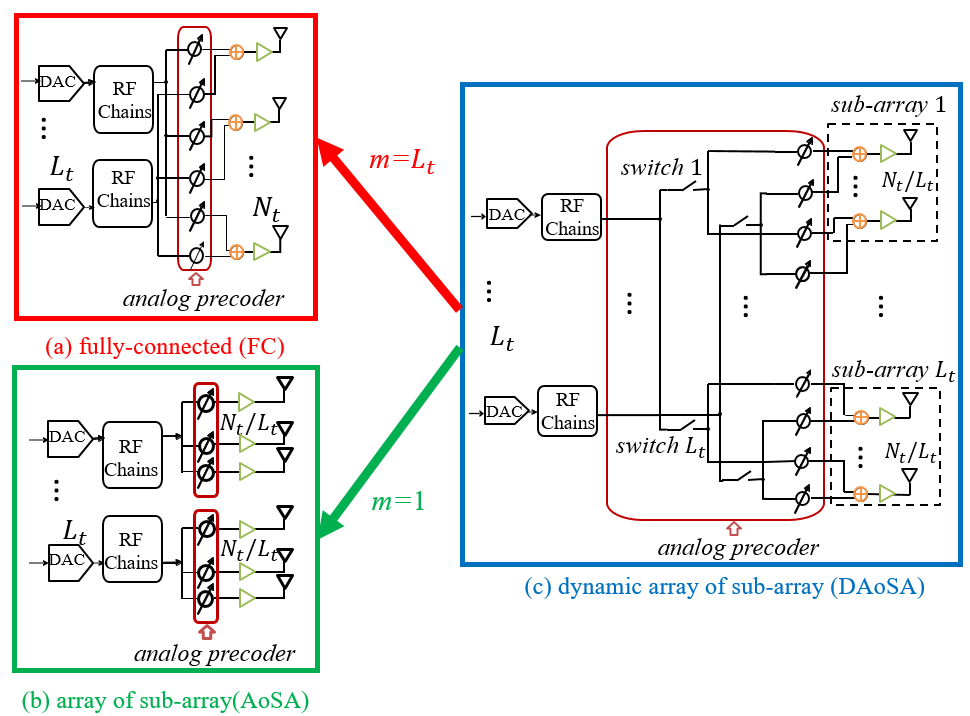 DAC
RF
Chains
⋮
L_t
DAC
RF
Chains
⋮
N_t
analog precoder
(a) fully-connected (FC)
m=L_t
m=1
DAC
RF
Chains
N_t/L_t
⋮
L_t
DAC
RF
Chains
N_t/L_t
analog precoder
(b) array of sub-array(AoSA)
sub-array 1
switch 1
DAC
RF
Chains
N_t/L_t
⋮
L_t
sub-array L_t
DAC
RF
Chains
switch L_t
N_t/L_t
analog precoder
(c) dynamic array of sub-array (DAoSA)